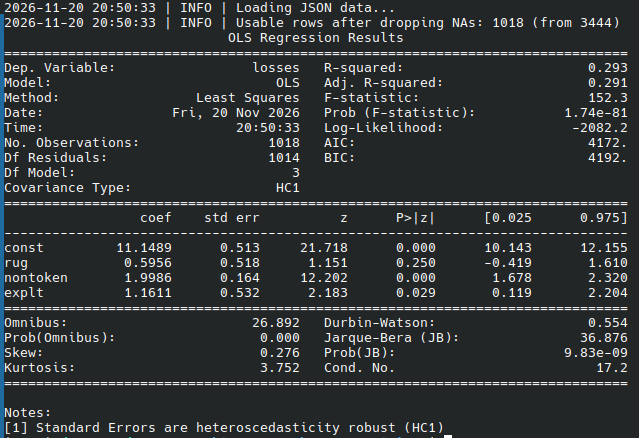 2026-11-20 20:50:33 | INFO | Loading JSON data...
2026-11-20 20:50:33 | INFO | Usable rows after dropping NAs: 1018 (from 3444)
                            OLS Regression Results
==============================================================================
Dep. Variable:                 losses   R-squared:                       0.293
Model:                            OLS   Adj. R-squared:                  0.291
Method:                 Least Squares   F-statistic:                     152.3
Date:                Fri, 20 Nov 2026   Prob (F-statistic):           1.74e-81
Time:                        20:50:33   Log-Likelihood:                -2082.2
No. Observations:                1018   AIC:                             4172.
Df Residuals:                    1014   BIC:                             4192.
Df Model:                           3
Covariance Type:                  HC1
==============================================================================
                 coef    std err          z      P>|z|      [0.025      0.975]
------------------------------------------------------------------------------
const         11.1489      0.513     21.718      0.000      10.143      12.155
rug            0.5956      0.518      1.151      0.250      -0.419       1.610
nontoken       1.9986      0.164     12.202      0.000       1.678       2.320
explt          1.1611      0.532      2.183      0.029       0.119       2.204
==============================================================================
Omnibus:                       26.892   Durbin-Watson:                   0.554
Prob(Omnibus):                  0.000   Jarque-Bera (JB):               36.876
Skew:                           0.276   Prob(JB):                     9.83e-09
Kurtosis:                       3.752   Cond. No.                         17.2
==============================================================================
Notes:
[1] Standard Errors are heteroscedasticity robust (HC1)